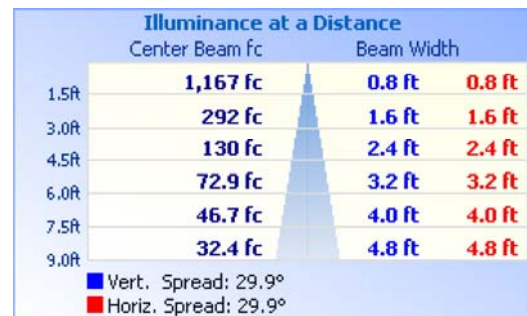 Illuminance at a Distance
Center Beam fc Beam Width
1,167 fc 0.8 ft 0.8 ft
1.5ft
292 fc 1.6 ft 1.6 ft
3.0ft
130 fc 2.4 ft 2.4 ft
4.5ft
72.9 fc 3.2 ft 3.2 ft
6.0ft
46.7 fc 4.0 ft 4.0 ft
7.5ft
32.4 fc 4.8 ft 4.8 ft
9.0ft
Vert. Spread: 29.9°
Horiz. Spread: 29.9°